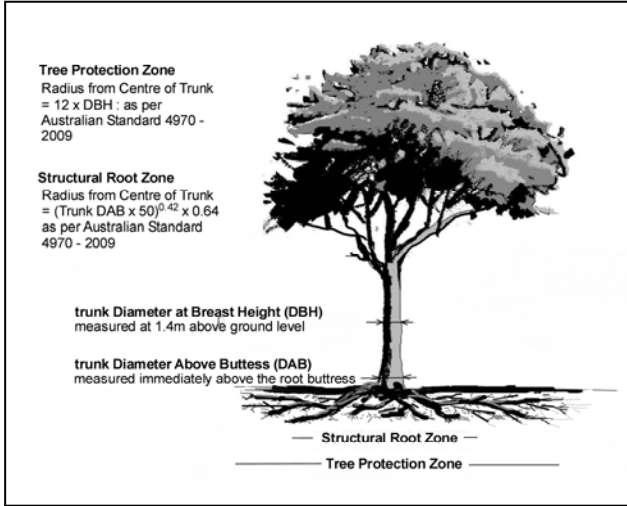 Tree Protection Zone
Radius from Centre of Trunk
= 12 x DBH : as per
Australian Standard 4970 -
2009
Structural Root Zone
Radius from Centre of Trunk
= (Trunk DAB x 50)^0.42 x 0.64
as per Australian Standard
4970 - 2009
trunk Diameter at Breast Height (DBH)
measured at 1.4m above ground level
trunk Diameter Above Buttess (DAB)
measured immediately above the root buttress
Structural Root Zone
Tree Protection Zone